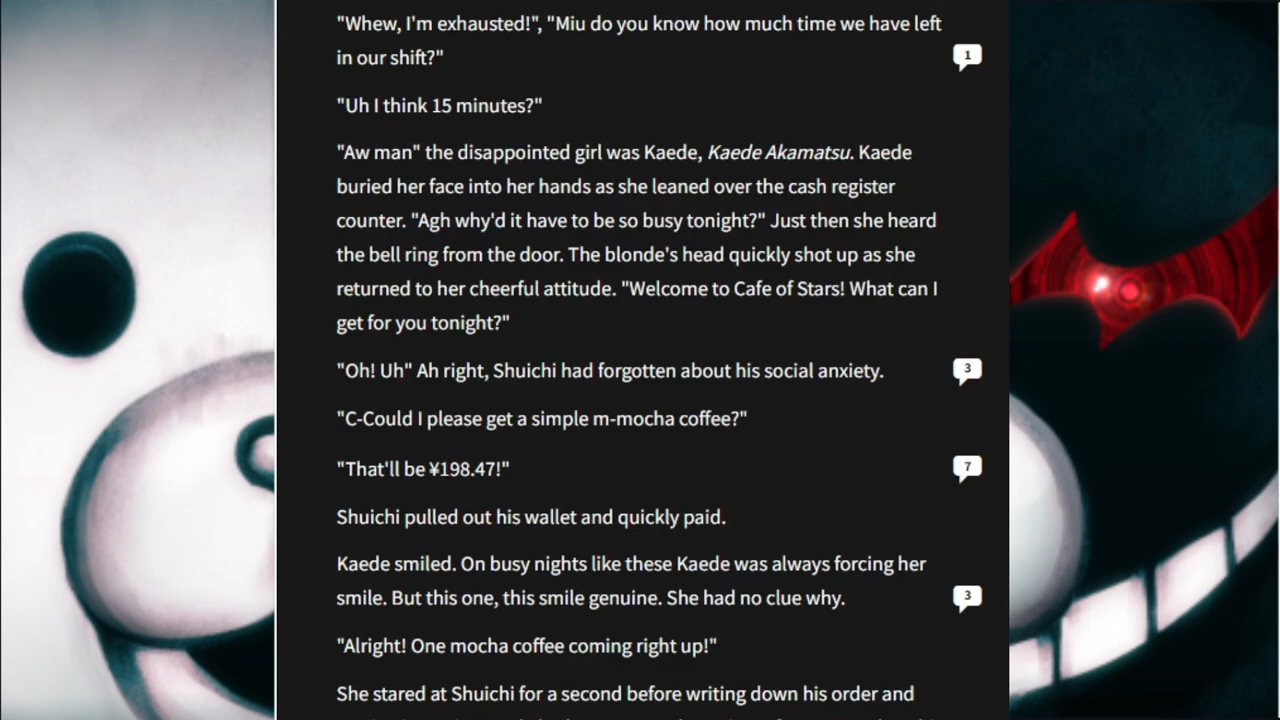 "Whew, I'm exhausted!", "Miu do you know how much time we have left
in our shift?"
1
"Uh I think 15 minutes?"
"Aw man" the disappointed girl was Kaede, Kaede Akamatsu. Kaede
buried her face into her hands as she leaned over the cash register
counter. "Agh why'd it have to be so busy tonight?" Just then she heard
the bell ring from the door. The blonde's head quickly shot up as she
returned to her cheerful attitude. "Welcome to Cafe of Stars! What can I
get for you tonight?"
"Oh! Uh" Ah right, Shuichi had forgotten about his social anxiety.
3
"C-Could I please get a simple m-mocha coffee?"
"That'll be ¥198.47!"
7
Shuichi pulled out his wallet and quickly paid.
Kaede smiled. On busy nights like these Kaede was always forcing her
smile. But this one, this smile genuine. She had no clue why.
3
"Alright! One mocha coffee coming right up!"
She stared at Shuichi for a second before writing down his order and